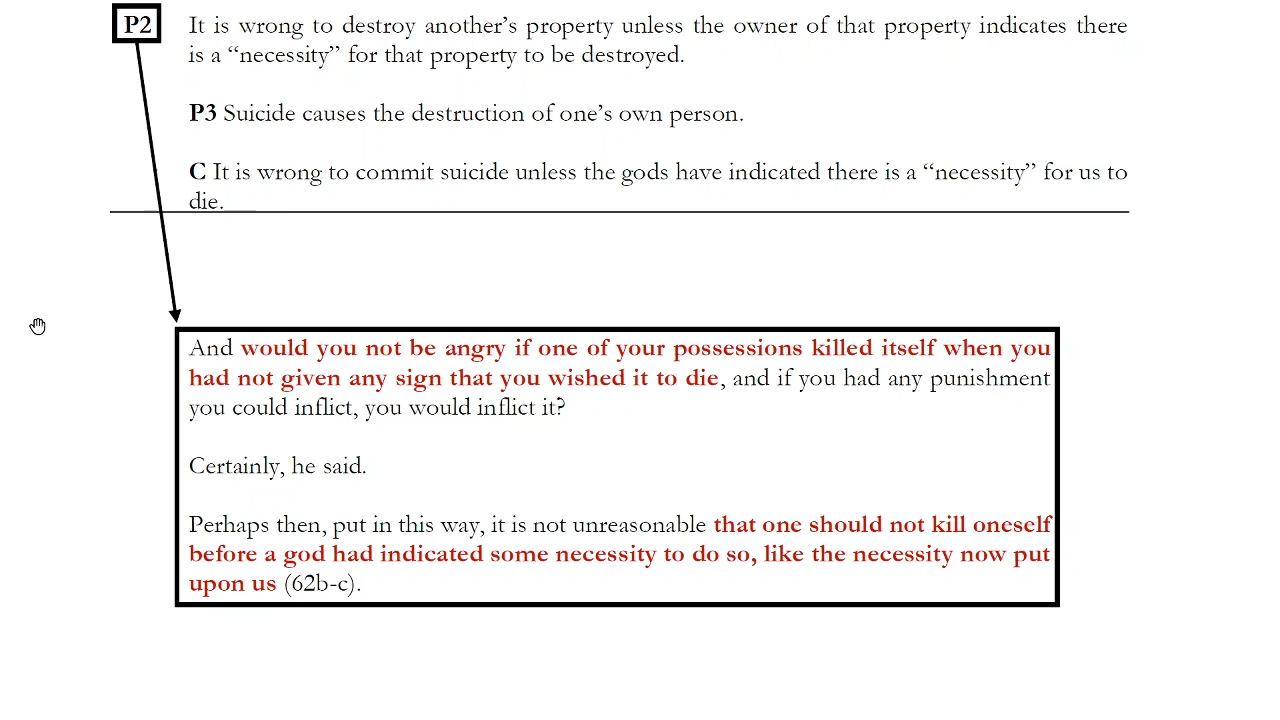 P2 It is wrong to destroy another’s property unless the owner of that property indicates there
is a “necessity” for that property to be destroyed.
P3 Suicide causes the destruction of one’s own person.
C It is wrong to commit suicide unless the gods have indicated there is a “necessity” for us to
die.
And would you not be angry if one of your possessions killed itself when you
had not given any sign that you wished it to die, and if you had any punishment
you could inflict, you would inflict it?
Certainly, he said.
Perhaps then, put in this way, it is not unreasonable that one should not kill oneself
before a god had indicated some necessity to do so, like the necessity now put
upon us (62b-c).